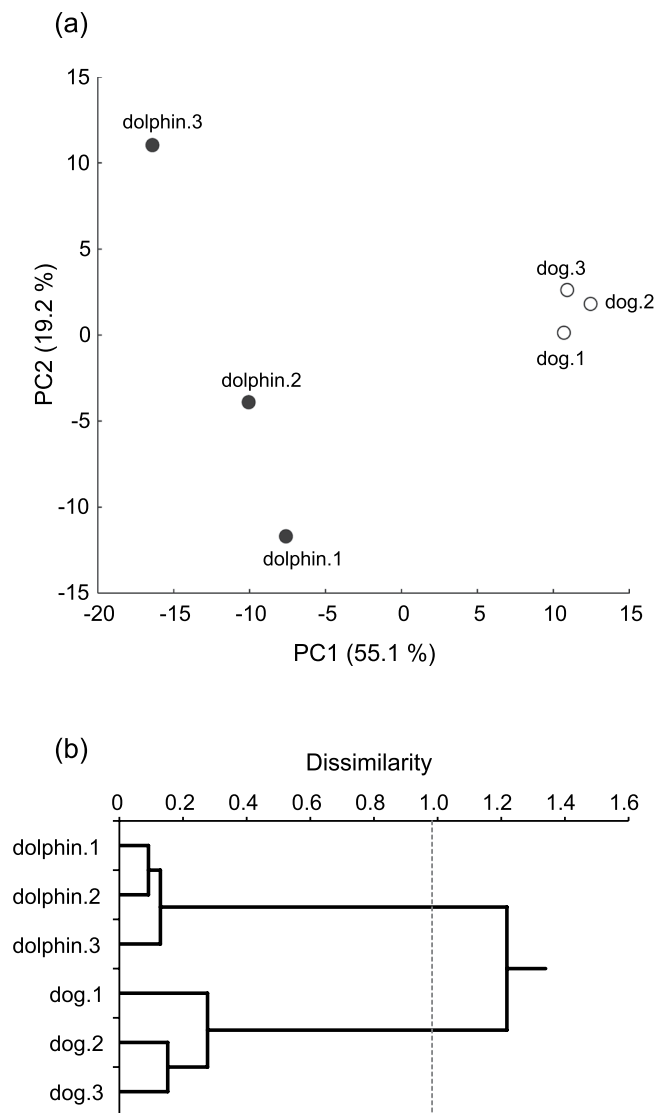 (a)
15
dolphin.3
10
5
dog.3
dog.2
0
dog.1
dolphin.2
-5
-10
dolphin.1
-15
-20 -15 -10 -5 0 5 10 15
PC2 (19.2 %)
PC1 (55.1 %)
(b)
Dissimilarity
0 0.2 0.4 0.6 0.8 1.0 1.2 1.4 1.6
dolphin.1
dolphin.2
dolphin.3
dog.1
dog.2
dog.3